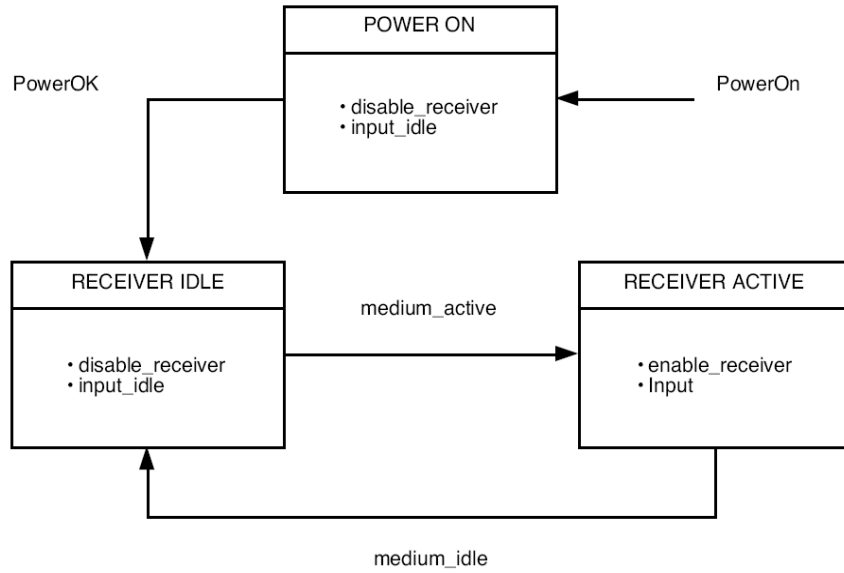 POWER ON
PowerOK
PowerOn
• disable_receiver
• input_idle
RECEIVER IDLE
RECEIVER ACTIVE
medium_active
• disable_receiver
• input_idle
• enable_receiver
• Input
medium_idle